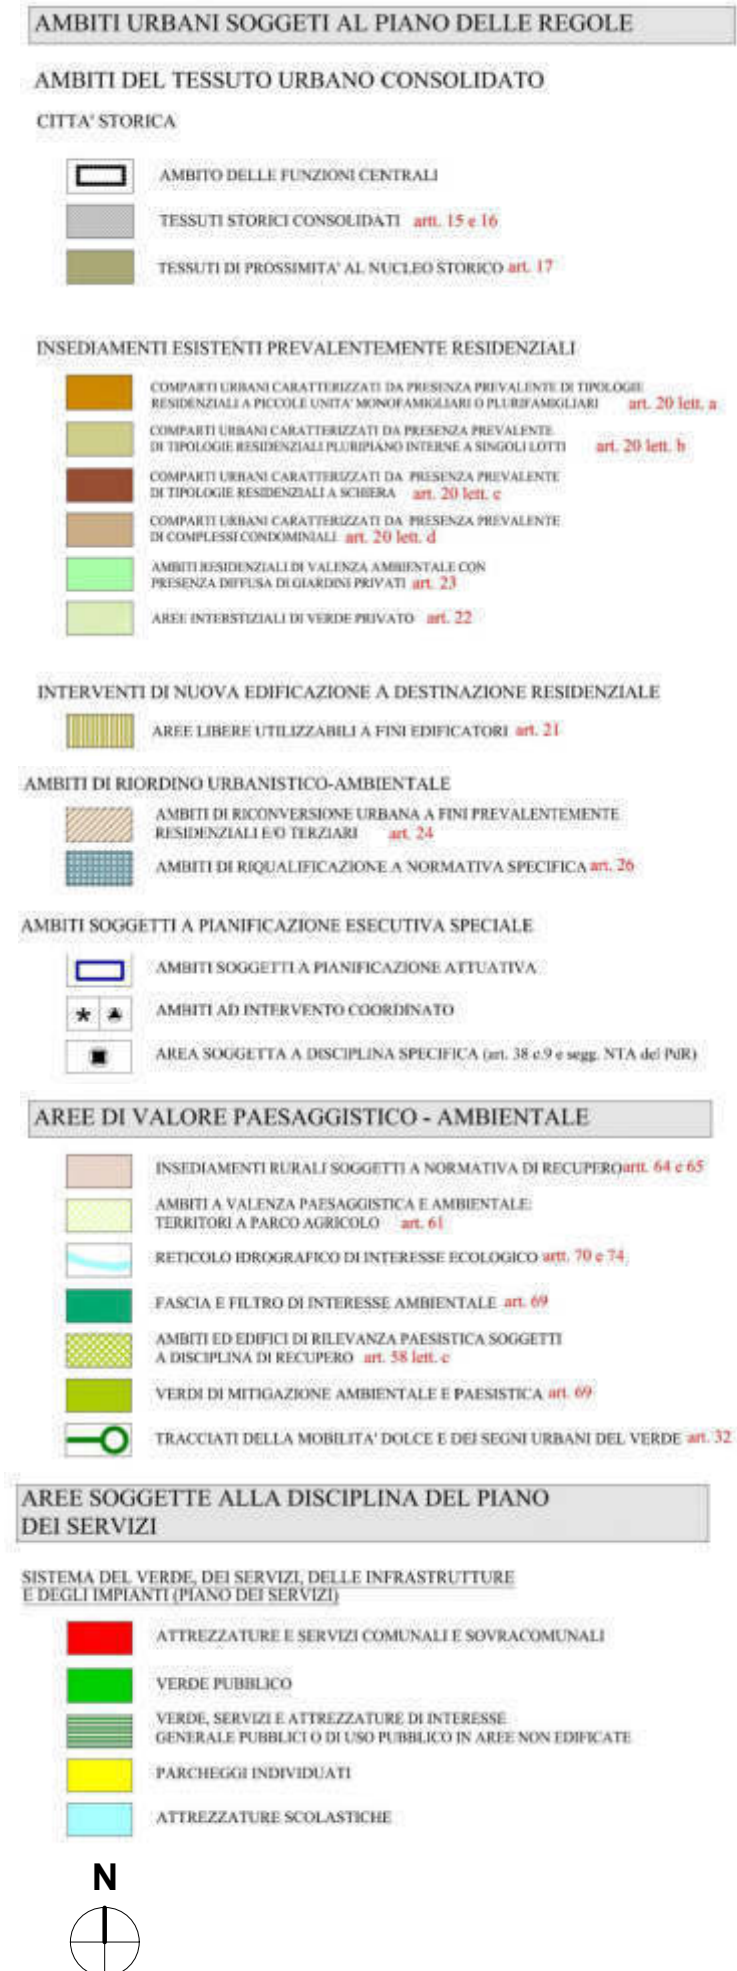 AMBITI URBANI SOGGETI AL PIANO DELLE REGOLE
AMBITI DEL TESSUTO URBANO CONSOLIDATO
CITTA' STORICA
AMBITO DELLE FUNZIONI CENTRALI
TESSUTI STORICI CONSOLIDATI artt. 15 e 16
TESSUTI DI PROSSIMITA' AL NUCLEO STORICO art. 17
INSEDIAMENTI ESISTENTI PREVALENTEMENTE RESIDENZIALI
COMPARTI URBANI CARATTERIZZATI DA PRESENZA PREVALENTE DI TIPOLOGIE
RESIDENZIALI A PICCOLE UNITA' MONOFAMIGLIARI O PLURIFAMIGLIARI art. 20 lett. a
COMPARTI URBANI CARATTERIZZATI DA PRESENZA PREVALENTE
DI TIPOLOGIE RESIDENZIALI PLURIPIANO INTERNE A SINGOLI LOTTI art. 20 lett. b
COMPARTI URBANI CARATTERIZZATI DA PRESENZA PREVALENTE
DI TIPOLOGIE RESIDENZIALI A SCHIERA art. 20 lett. c
COMPARTI URBANI CARATTERIZZATI DA PRESENZA PREVALENTE
DI COMPLESSI CONDOMINIALI art. 20 lett. d
AMBITI RESIDENZIALI DI VALENZA AMBIENTALE CON
PRESENZA DIFFUSA DI GIARDINI PRIVATI art. 23
AREE INTERSTIZIALI DI VERDE PRIVATO art. 22
INTERVENTI DI NUOVA EDIFICAZIONE A DESTINAZIONE RESIDENZIALE
AREE LIBERE UTILIZZABILI A FINI EDIFICATORI art. 21
AMBITI DI RIORDINO URBANISTICO-AMBIENTALE
AMBITI DI RICONVERSIONE URBANA A FINI PREVALENTEMENTE
RESIDENZIALI E/O TERZIARI art. 24
AMBITI DI RIQUALIFICAZIONE A NORMATIVA SPECIFICA art. 26
AMBITI SOGGETTI A PIANIFICAZIONE ESECUTIVA SPECIALE
AMBITI SOGGETTI A PIANIFICAZIONE ATTUATIVA
AMBITI AD INTERVENTO COORDINATO
AREA SOGGETTA A DISCIPLINA SPECIFICA (art. 38 c.9 e segg. NTA del PdR)
AREE DI VALORE PAESAGGISTICO - AMBIENTALE
INSEDIAMENTI RURALI SOGGETTI A NORMATIVA DI RECUPERO artt. 64 e 65
AMBITI A VALENZA PAESAGGISTICA E AMBIENTALE:
TERRITORI A PARCO AGRICOLO art. 61
RETICOLO IDROGRAFICO DI INTERESSE ECOLOGICO artt. 70 e 74
FASCIA E FILTRO DI INTERESSE AMBIENTALE art. 69
AMBITI ED EDIFICI DI RILEVANZA PAESISTICA SOGGETTI
A DISCIPLINA DI RECUPERO art. 58 lett. c
VERDI DI MITIGAZIONE AMBIENTALE E PAESISTICA art. 69
TRACCIATI DELLA MOBILITA' DOLCE E DEI SEGNI URBANI DEL VERDE art. 32
AREE SOGGETTE ALLA DISCIPLINA DEL PIANO
DEI SERVIZI
SISTEMA DEL VERDE, DEI SERVIZI, DELLE INFRASTRUTTURE
E DEGLI IMPIANTI (PIANO DEI SERVIZI)
ATTREZZATURE E SERVIZI COMUNALI E SOVRACOMUNALI
VERDE PUBBLICO
VERDE, SERVIZI E ATTREZZATURE DI INTERESSE
GENERALE PUBBLICI O DI USO PUBBLICO IN AREE NON EDIFICATE
PARCHEGGI INDIVIDUATI
ATTREZZATURE SCOLASTICHE
N